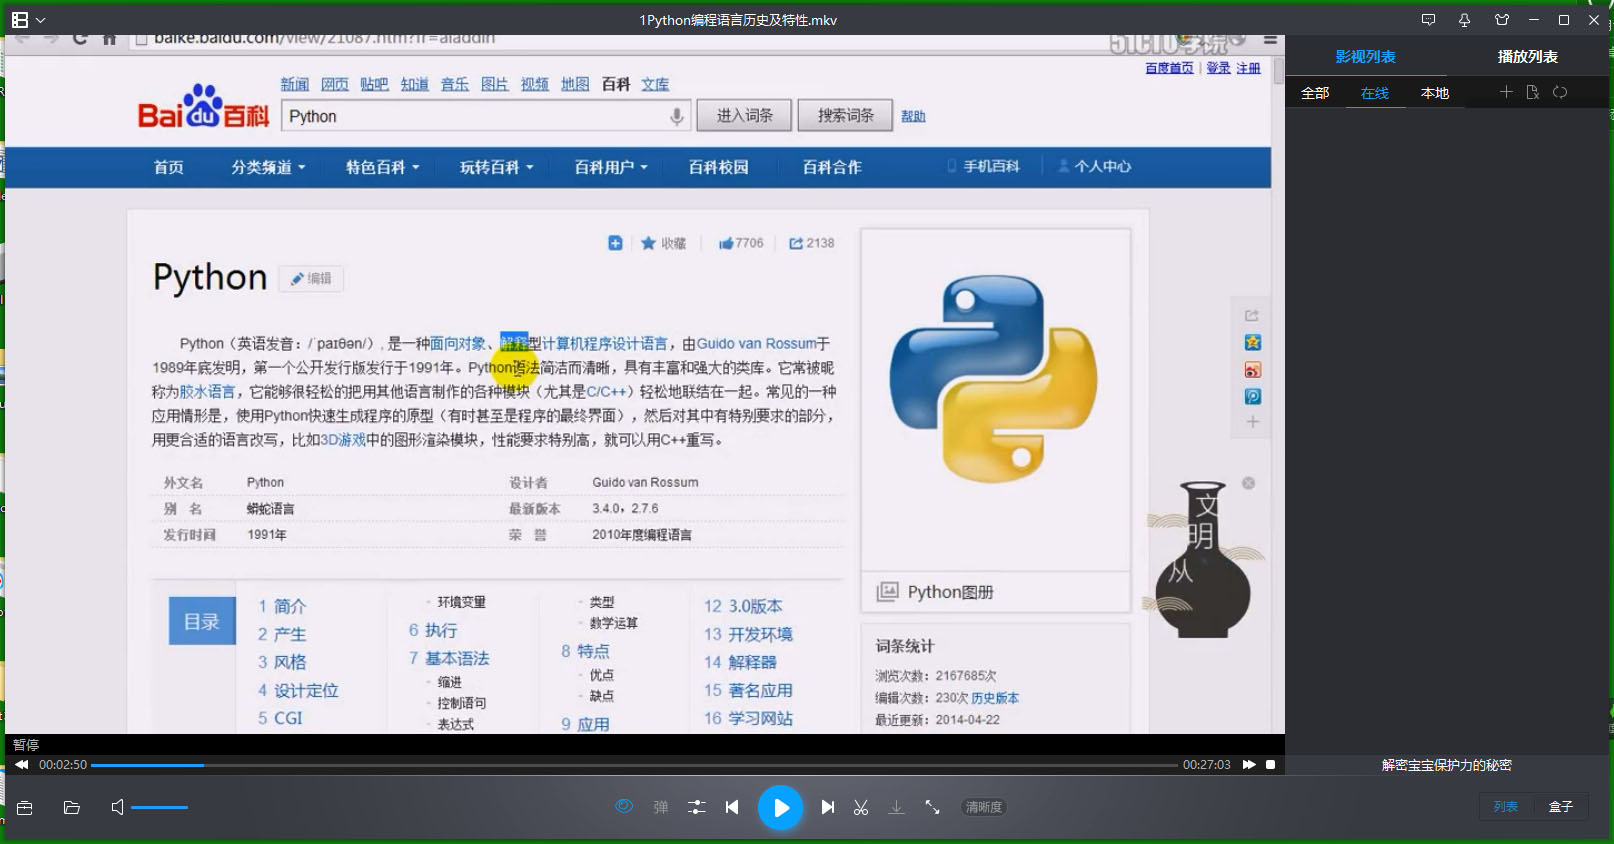 1Python编程语言历史及特性.mkv
baike.baidu.com/view/21087.htm?fr=aladdin
51CTO学院
百度首页 | 登录 注册
新闻 网页 贴吧 知道 音乐 图片 视频 地图 百科 文库
Bai du 百科
Python
进入词条 搜索词条 帮助
首页 分类频道 特色百科 玩转百科 百科用户 百科校园 百科合作 手机百科 个人中心
收藏 7706 2138
Python 编辑
Python（英语发音：/ˈpaɪθən/）, 是一种面向对象、解释型计算机程序设计语言，由Guido van Rossum于
1989年底发明，第一个公开发行版发行于1991年。Python语法简洁而清晰，具有丰富和强大的类库。它常被昵
称为胶水语言，它能够很轻松的把用其他语言制作的各种模块（尤其是C/C++）轻松地联结在一起。常见的一种
应用情形是，使用Python快速生成程序的原型（有时甚至是程序的最终界面），然后对其中有特别要求的部分，
用更合适的语言改写，比如3D游戏中的图形渲染模块，性能要求特别高，就可以用C++重写。
外文名 Python 设计者 Guido van Rossum
别 名 蟒蛇语言 最新版本 3.4.0，2.7.6
发行时间 1991年 荣 誉 2010年度编程语言
目录
1 简介
2 产生
3 风格
4 设计定位
5 CGI
- 环境变量
6 执行
7 基本语法
- 缩进
- 控制语句
- 表达式
- 类型
- 数学运算
8 特点
- 优点
- 缺点
9 应用
12 3.0版本
13 开发环境
14 解释器
15 著名应用
16 学习网站
Python图册
词条统计
浏览次数：2167685次
编辑次数：230次 历史版本
最近更新：2014-04-22
文
明
从
影视列表 播放列表
全部 在线 本地
解密宝宝保护力的秘密
暂停
00:02:50 00:27:03
弹 清晰度
列表 盒子